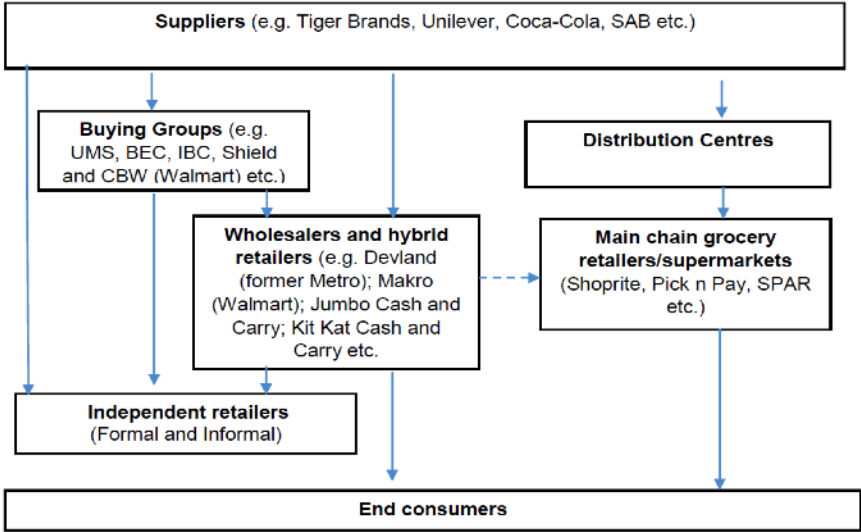 Suppliers (e.g. Tiger Brands, Unilever, Coca-Cola, SAB etc.)
Buying Groups (e.g.
UMS, BEC, IBC, Shield
and CBW (Walmart) etc.)
Distribution Centres
Wholesalers and hybrid
retailers (e.g. Devland
(former Metro); Makro
(Walmart); Jumbo Cash and
Carry; Kit Kat Cash and
Carry etc.
Main chain grocery
retailers/supermarkets
(Shoprite, Pick n Pay, SPAR
etc.)
Independent retailers
(Formal and Informal)
End consumers